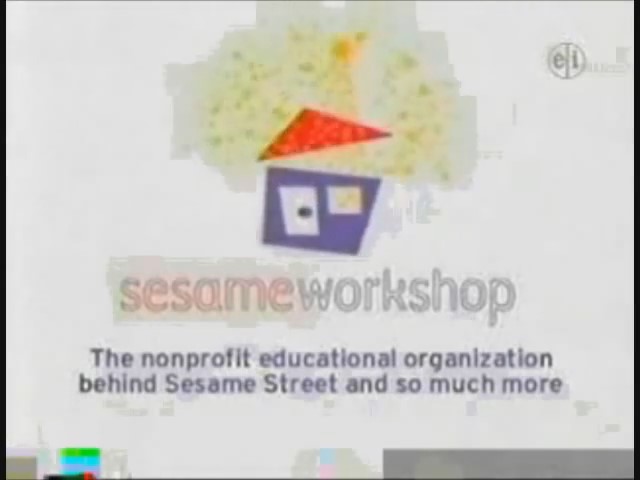 e/i
sesameworkshop
The nonprofit educational organization
behind Sesame Street and so much more